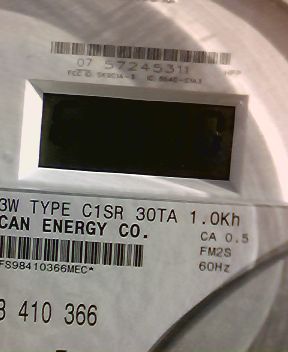 07 57245311
3W TYPE C1SR 30TA 1.0Kh
CAN ENERGY CO.
CA 0.5
FM2S
60Hz
FS98410366MEC*
410 366